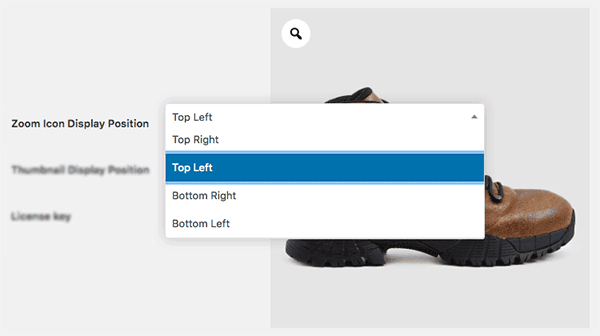 Zoom Icon Display Position
Top Left
Top Right
Top Left
Bottom Right
Bottom Left
Thumbnail Display Position
License key